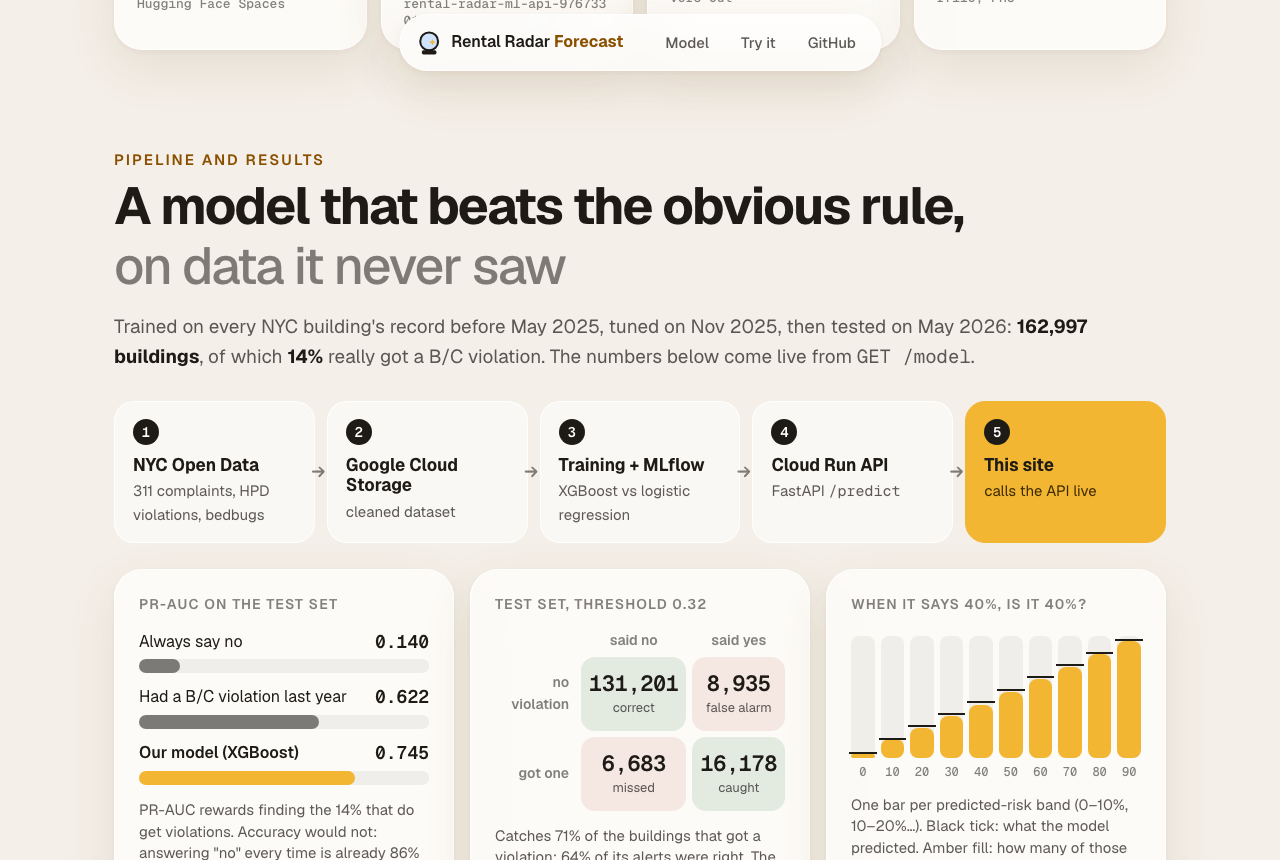 Hugging Face Spaces
rental-radar-ml-api-976733
Rental Radar Forecast
Model
Try it
GitHub
PIPELINE AND RESULTS
A model that beats the obvious rule,
on data it never saw
Trained on every NYC building's record before May 2025, tuned on Nov 2025, then tested on May 2026: 162,997
buildings, of which 14% really got a B/C violation. The numbers below come live from GET /model.
1
NYC Open Data
311 complaints, HPD
violations, bedbugs
→
2
Google Cloud
Storage
cleaned dataset
→
3
Training + MLflow
XGBoost vs logistic
regression
→
4
Cloud Run API
FastAPI /predict
→
5
This site
calls the API live
PR-AUC ON THE TEST SET
Always say no 0.140
Had a B/C violation last year 0.622
Our model (XGBoost) 0.745
PR-AUC rewards finding the 14% that do
get violations. Accuracy would not:
answering "no" every time is already 86%
TEST SET, THRESHOLD 0.32
said no said yes
no
violation
131,201
correct
8,935
false alarm
got one
6,683
missed
16,178
caught
Catches 71% of the buildings that got a
violation; 64% of its alerts were right. The
WHEN IT SAYS 40%, IS IT 40%?
0 10 20 30 40 50 60 70 80 90
One bar per predicted-risk band (0–10%,
10–20%…). Black tick: what the model
predicted. Amber fill: how many of those